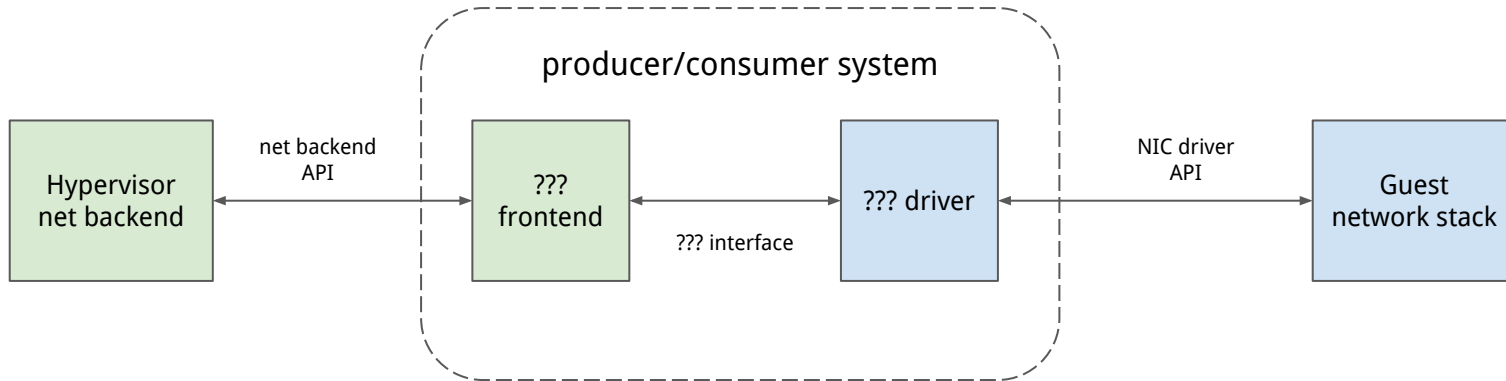 producer/consumer system
Hypervisor
net backend
net backend
API
???
frontend
??? interface
??? driver
NIC driver
API
Guest
network stack